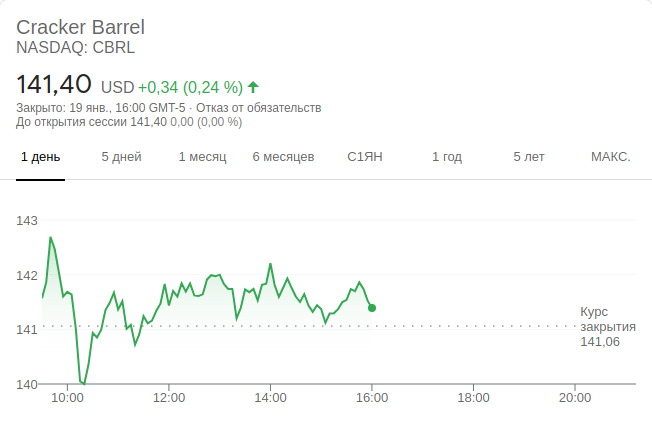 Cracker Barrel
NASDAQ: CBRL
141,40 USD +0,34 (0,24 %)
Закрыто: 19 янв., 16:00 GMT-5 · Отказ от обязательств
До открытия сессии 141,40 0,00 (0,00 %)
1 день 5 дней 1 месяц 6 месяцев С1ЯН 1 год 5 лет МАКС.
143
142
141
140
Курс
закрытия
141,06
10:00 12:00 14:00 16:00 18:00 20:00